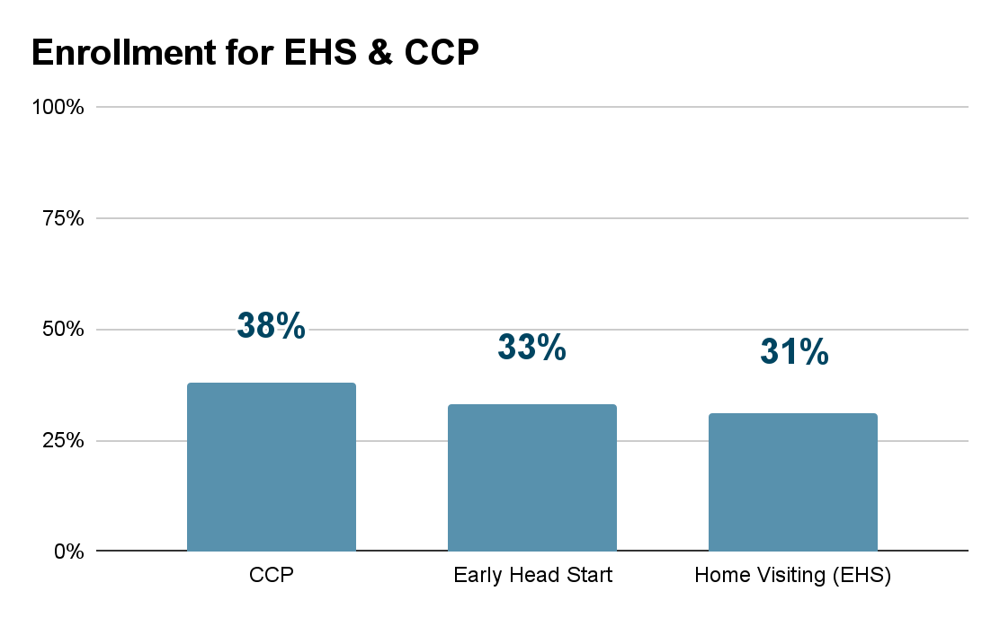 Enrollment for EHS & CCP
100%
75%
50%
25%
0%
38%
33%
31%
CCP
Early Head Start
Home Visiting (EHS)